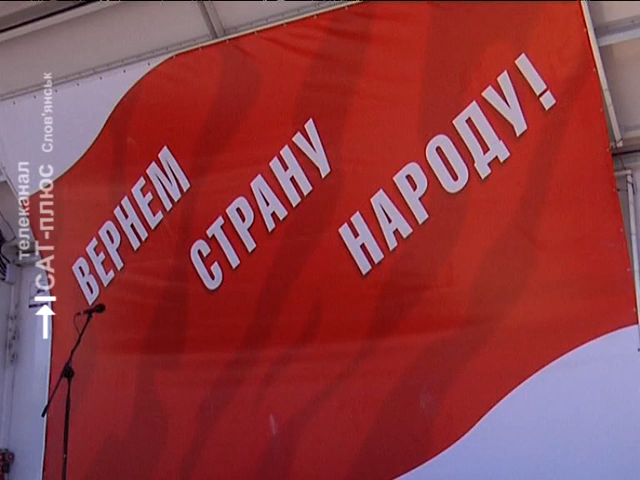 ВЕРНЕМ
СТРАНУ
НАРОДУ!
телеканал
САТ-ПЛЮС Слов'янськ